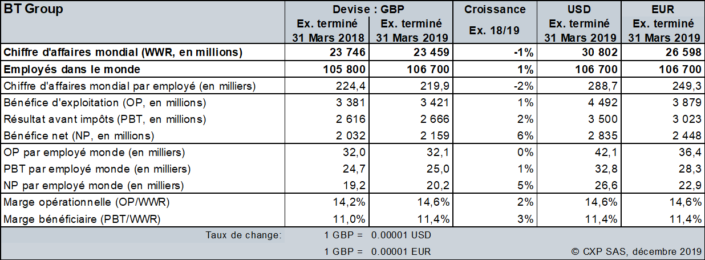 BT Group Devise : GBP Croissance USD EUR
Ex. terminé 31 Mars 2018 Ex. terminé 31 Mars 2019 Ex. 18/19 Ex. terminé 31 Mars 2019 Ex. terminé 31 Mars 2019
Chiffre d'affaires mondial (WWR, en millions) 23 746 23 459 -1% 30 802 26 598
Employés dans le monde 105 800 106 700 1% 106 700 106 700
Chiffre d'affaires mondial par employé (en milliers) 224,4 219,9 -2% 288,7 249,3
Bénéfice d'exploitation (OP, en millions) 3 381 3 421 1% 4 492 3 879
Résultat avant impôts (PBT, en millions) 2 616 2 666 2% 3 500 3 023
Bénéfice net (NP, en millions) 2 032 2 159 6% 2 835 2 448
OP par employé monde (en milliers) 32,0 32,1 0% 42,1 36,4
PBT par employé monde (en milliers) 24,7 25,0 1% 32,8 28,3
NP par employé monde (en milliers) 19,2 20,2 5% 26,6 22,9
Marge opérationnelle (OP/WWR) 14,2% 14,6% 2% 14,6% 14,6%
Marge bénéficiaire (PBT/WWR) 11,0% 11,4% 3% 11,4% 11,4%
Taux de change: 1 GBP = 0.00001 USD
1 GBP = 0.00001 EUR © CXP SAS, décembre 2019